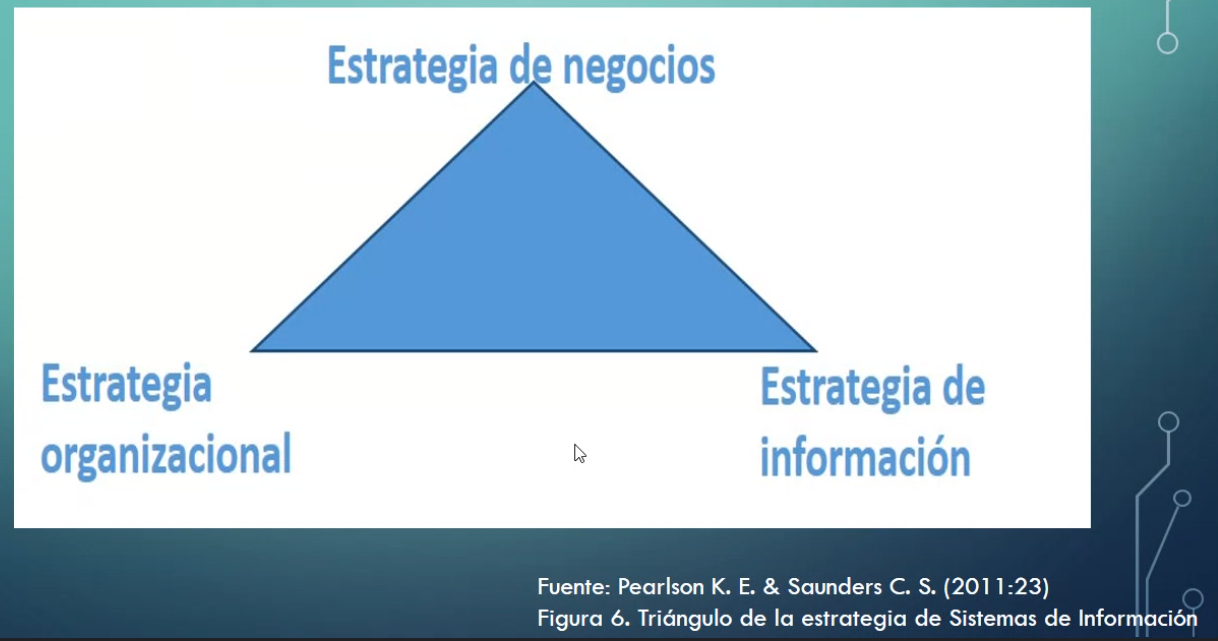 Estrategia de negocios
Estrategia
organizacional
Estrategia de
información
Fuente: Pearlson K. E. & Saunders C. S. (2011:23)
Figura 6. Triángulo de la estrategia de Sistemas de Información